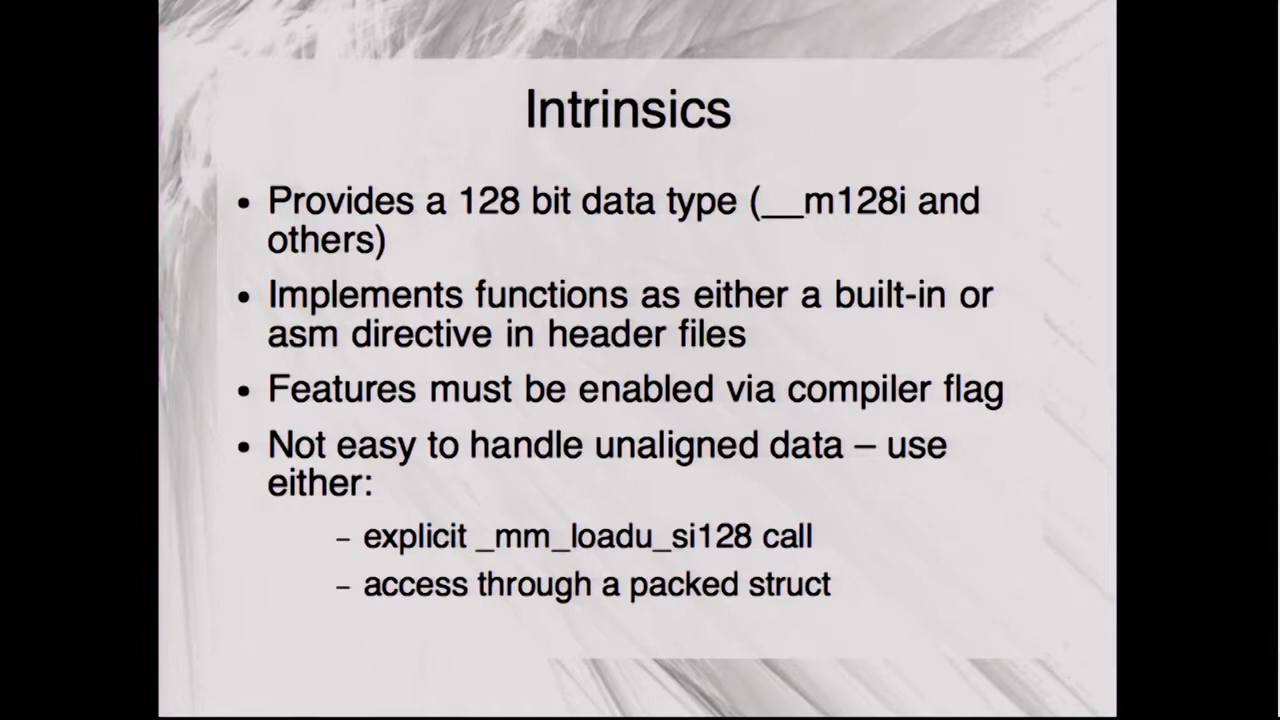 Intrinsics
• Provides a 128 bit data type (__m128i and
others)
• Implements functions as either a built-in or
asm directive in header files
• Features must be enabled via compiler flag
• Not easy to handle unaligned data – use
either:
– explicit _mm_loadu_si128 call
– access through a packed struct